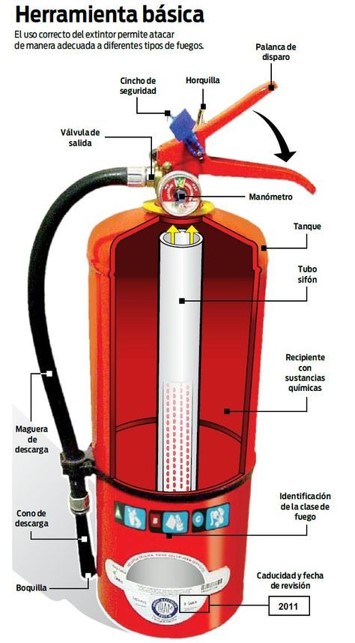 Herramienta básica
El uso correcto del extintor permite atacar
de manera adecuada a diferentes tipos de fuegos.
Palanca de
disparo
Horquilla
Cincho de
seguridad
Válvula de
salida
Manómetro
Tanque
Tubo
sifón
Recipiente
con
sustancias
químicas
Maguera
de
descarga
Identificación
de la clase de
fuego
A
B
C
Cono de
descarga
Caducidad y fecha
de revisión
Boquilla
2011